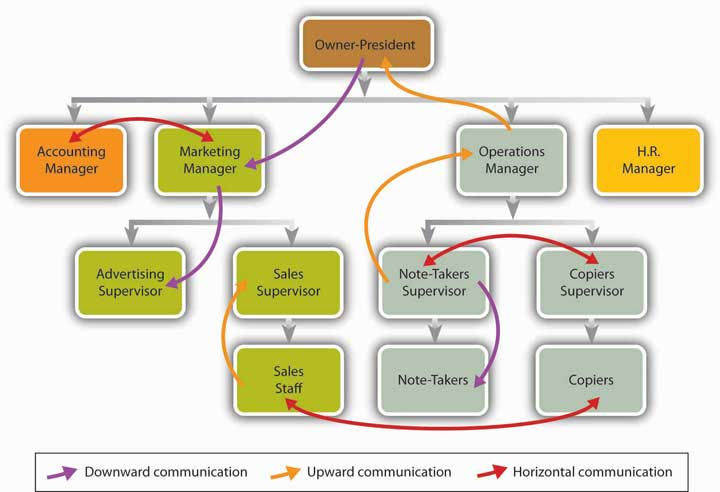 Owner-President
Accounting
Manager
Marketing
Manager
Operations
Manager
H.R.
Manager
Advertising
Supervisor
Sales
Supervisor
Note-Takers
Supervisor
Copiers
Supervisor
Sales
Staff
Note-Takers
Copiers
Downward communication
Upward communication
Horizontal communication